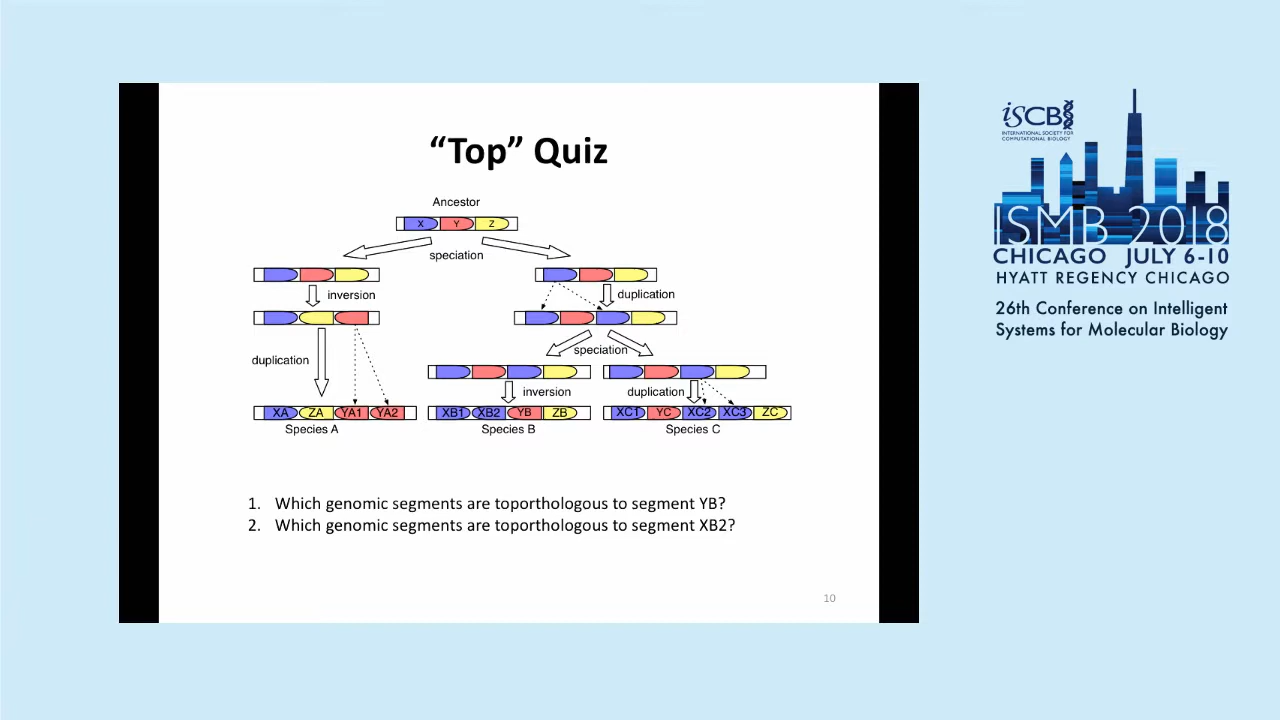 “Top” Quiz
Ancestor
X Y Z
speciation
inversion
duplication
duplication
speciation
inversion
duplication
XA ZA YA1 YA2
XB1 XB2 YB ZB
XC1 YC XC2 XC3 ZC
Species A
Species B
Species C
1. Which genomic segments are toporthologous to segment YB?
2. Which genomic segments are toporthologous to segment XB2?
10
iSCB
INTERNATIONAL SOCIETY FOR
COMPUTATIONAL BIOLOGY
ISMB 2018
CHICAGO JULY 6-10
HYATT REGENCY CHICAGO
26th Conference on Intelligent
Systems for Molecular Biology